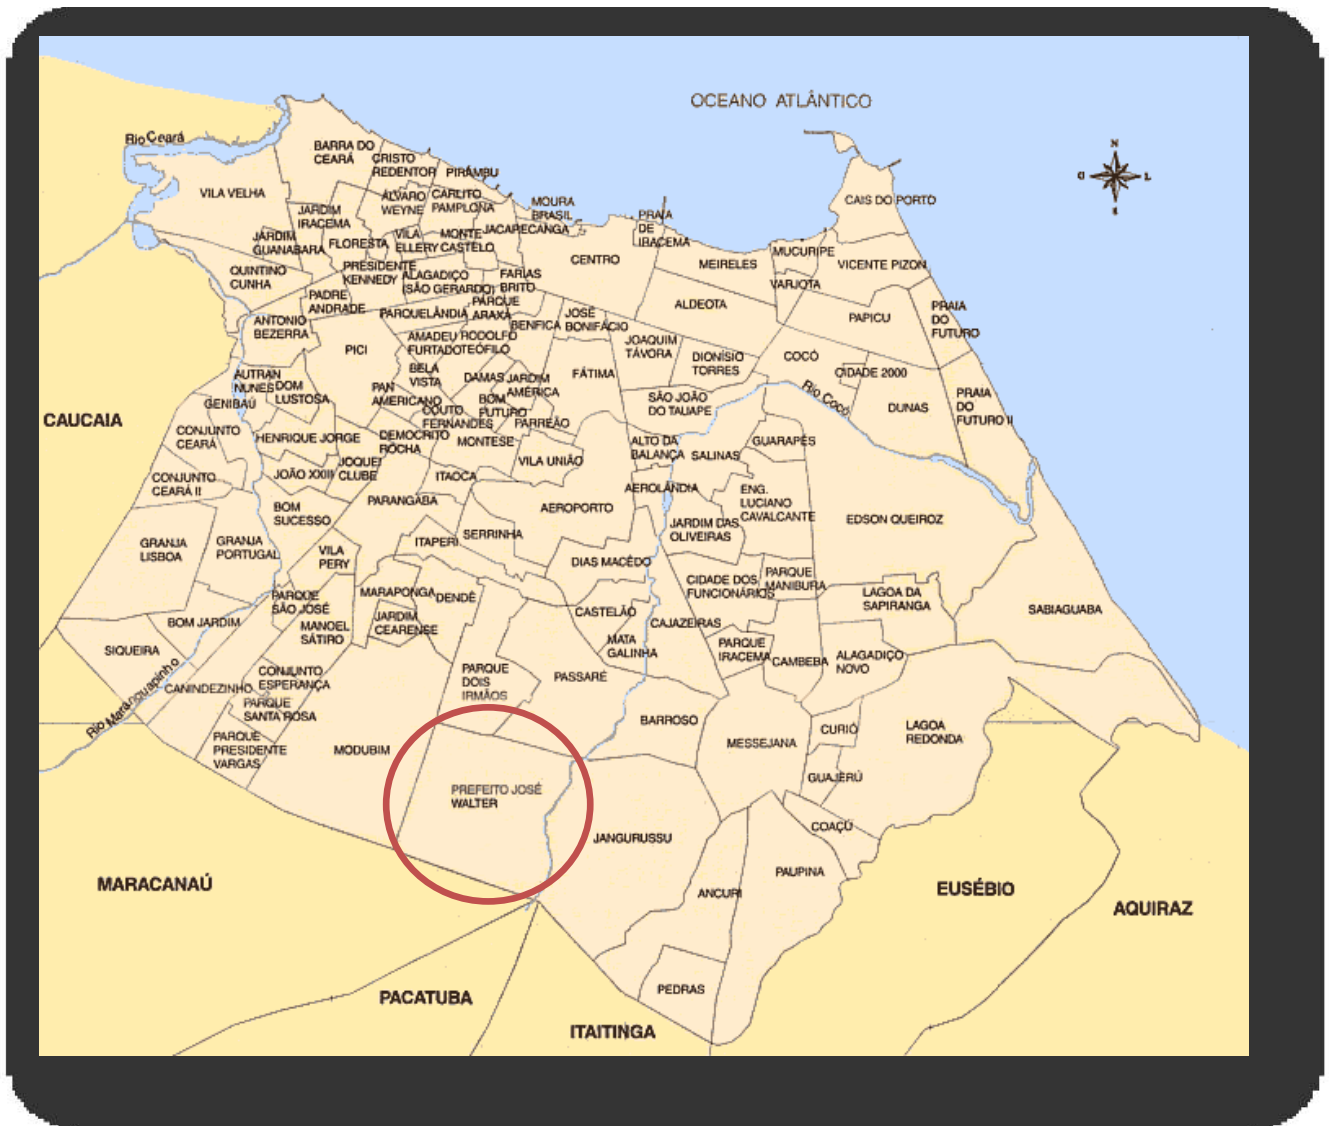 OCEANO ATLÂNTICO
Rio Ceará
N
O
L
S
BARRA DO
CEARÁ
CRISTO
REDENTOR
PIRÂMBU
VILA VELHA
ÁLVARO
WEYNE
CARLITO
PAMPLONA
MOURA
BRASIL
CAIS DO PORTO
JARDIM
IRACEMA
PRAIA
DE
IRACEMA
JARDIM
GUANABARA
FLORESTA
VILA
ELLERY
MONTE
CASTELO
JACARECANGA
CENTRO
MEIRELES
MUCURIPE
VICENTE PIZON
QUINTINO
CUNHA
PRESIDENTE
KENNEDY
ALAGADIÇO
(SÃO GERARDO)
FARIAS
BRITO
VARJOTA
PADRE
ANDRADE
PARQUELÂNDIA
PARQUE
ARAXÁ
ALDEOTA
PAPICU
PRAIA
DO
FUTURO
ANTONIO
BEZERRA
BENFICA
JOSÉ
BONIFÁCIO
PICI
AMADEU
FURTADO
RODOLFO
TEÓFILO
JOAQUIM
TÁVORA
DIONÍSIO
TORRES
COCÓ
CIDADE 2000
AUTRAN
NUNES
DOM
LUSTOSA
BELA
VISTA
DAMAS
JARDIM
AMÉRICA
FÁTIMA
Rio Cocó
GENIBAÚ
PAN
AMERICANO
BOM
FUTURO
SÃO JOÃO
DO TAUAPE
DUNAS
PRAIA
DO
FUTURO II
CAUCAIA
COUTO
FERNANDES
PARREÃO
CONJUNTO
CEARÁ
HENRIQUE JORGE
DEMOCRITO
RÔCHA
MONTESE
ALTO DA
BALANÇA
SALINAS
GUARAPES
VILA UNIÃO
CONJUNTO
CEARÁ II
JOÃO XXIII
JOQUEI
CLUBE
ITAOCA
AEROLÂNDIA
ENG.
LUCIANO
CAVALCANTE
BOM
SUCESSO
PARANGABA
AEROPORTO
EDSON QUEIROZ
GRANJA
LISBOA
GRANJA
PORTUGAL
VILA
PERY
ITAPERI
SERRINHA
JARDIM DAS
OLIVEIRAS
DIAS MACÊDO
PARQUE
SÃO JOSÉ
MARAPONGA
DENDÊ
CIDADE DOS
FUNCIONÁRIOS
PARQUE
MANIBURA
LAGOA DA
SAPIRANGA
SABIAGUABA
BOM JARDIM
MANOEL
SÁTIRO
JARDIM
CEARENSE
CASTELÃO
CAJAZEIRAS
SIQUEIRA
MATA
GALINHA
PARQUE
IRACEMA
CAMBEBA
ALAGADIÇO
NOVO
Rio Maranguapinho
CANINDEZINHO
CONJUNTO
ESPERANÇA
PARQUE
DOIS
IRMÃOS
PASSARÉ
PARQUE
SANTA ROSA
BARROSO
MESSEJANA
CURIÓ
LAGOA
REDONDA
PARQUE
PRESIDENTE
VARGAS
MODUBIM
GUAJERÚ
PREFEITO JOSÉ
WALTER
JANGURUSSU
COAÇÚ
MARACANAÚ
ANCURI
PAUPINA
EUSÉBIO
AQUIRAZ
PACATUBA
PEDRAS
ITAITINGA